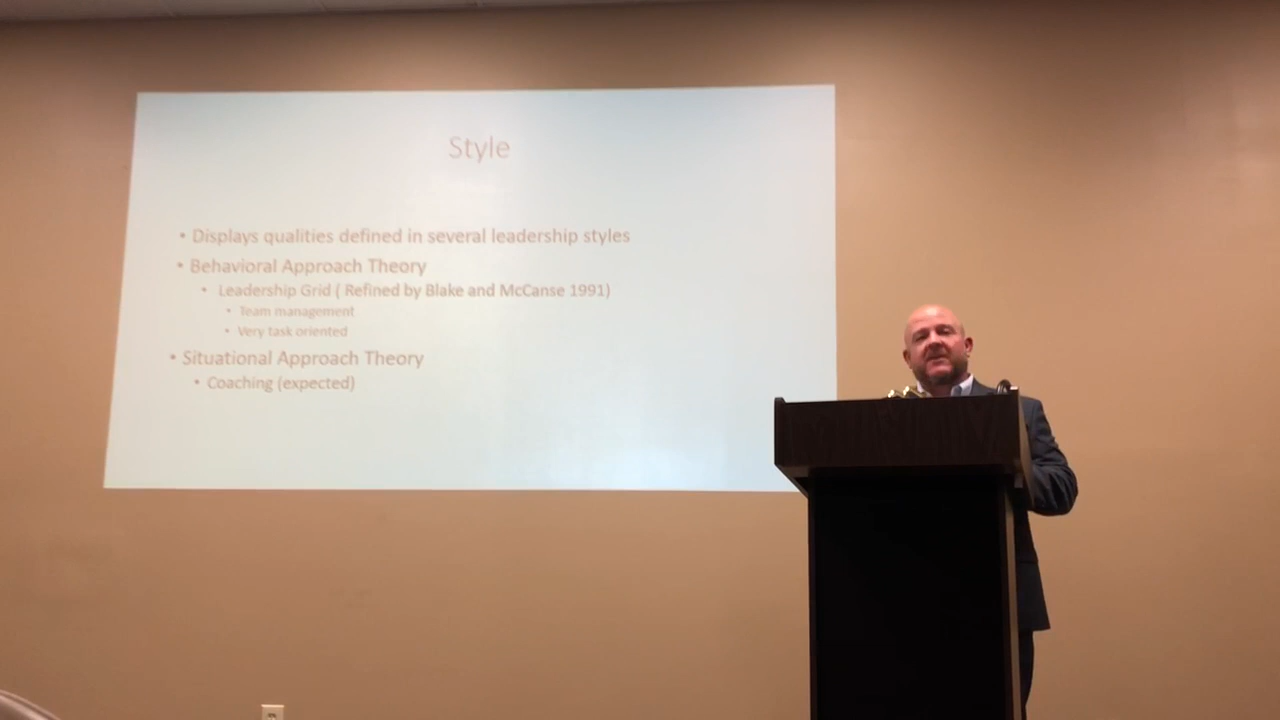 Style
• Displays qualities defined in several leadership styles
• Behavioral Approach Theory
• Leadership Grid ( Refined by Blake and McCanse 1991)
• Team management
• Very task oriented
• Situational Approach Theory
• Coaching (expected)